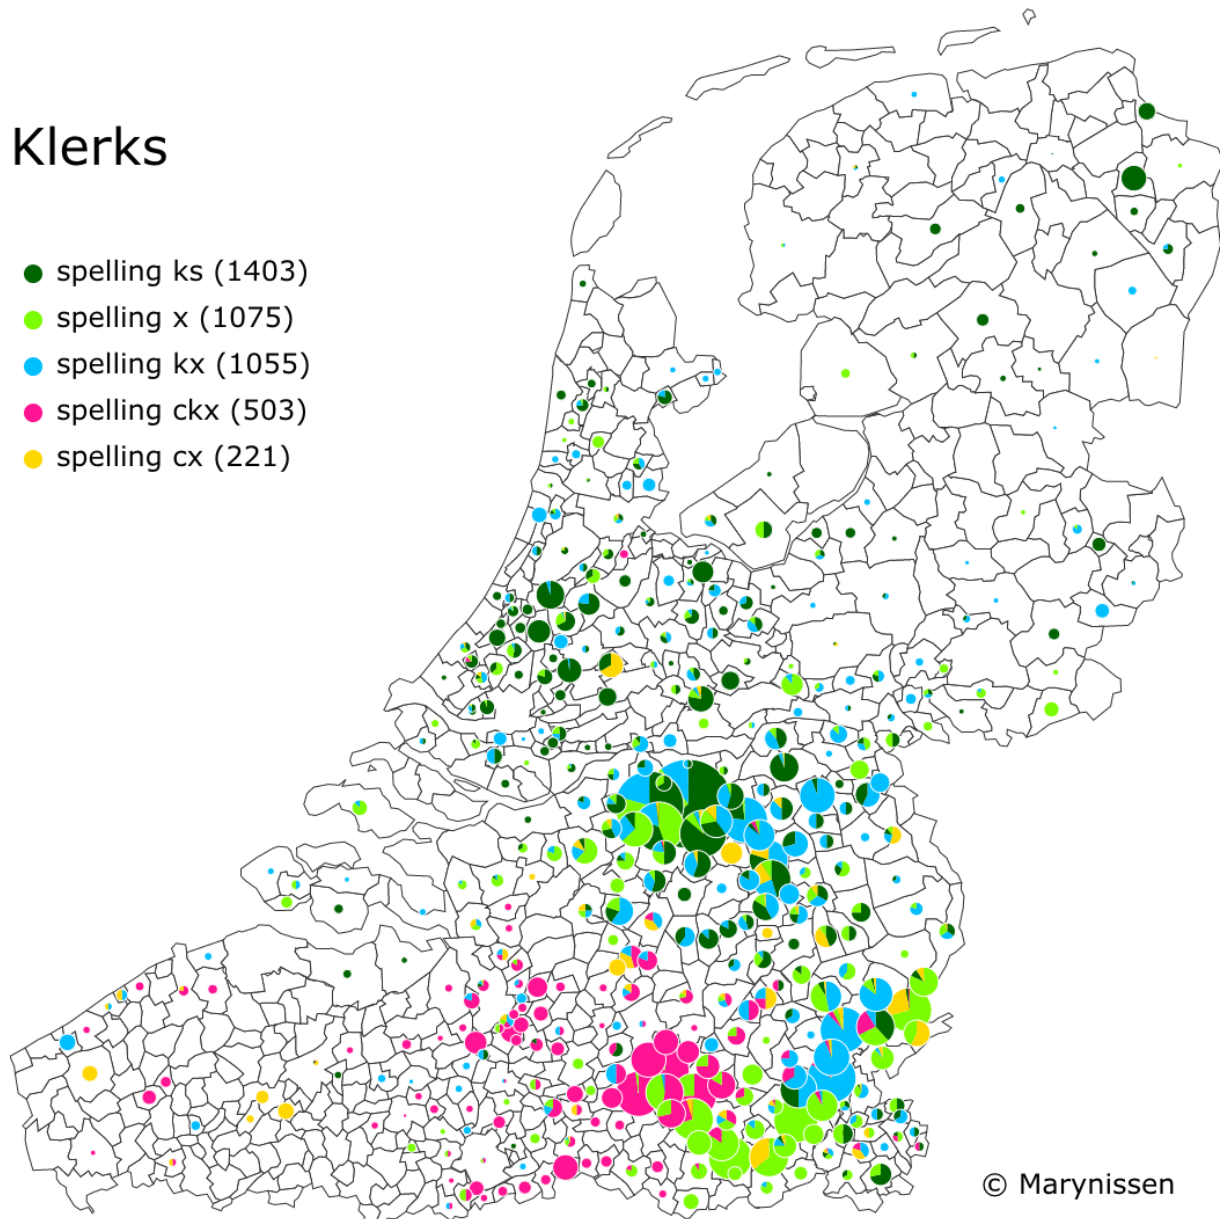 Klerks
spelling ks (1403)
spelling x (1075)
spelling kx (1055)
spelling ckx (503)
spelling cx (221)
© Marynissen